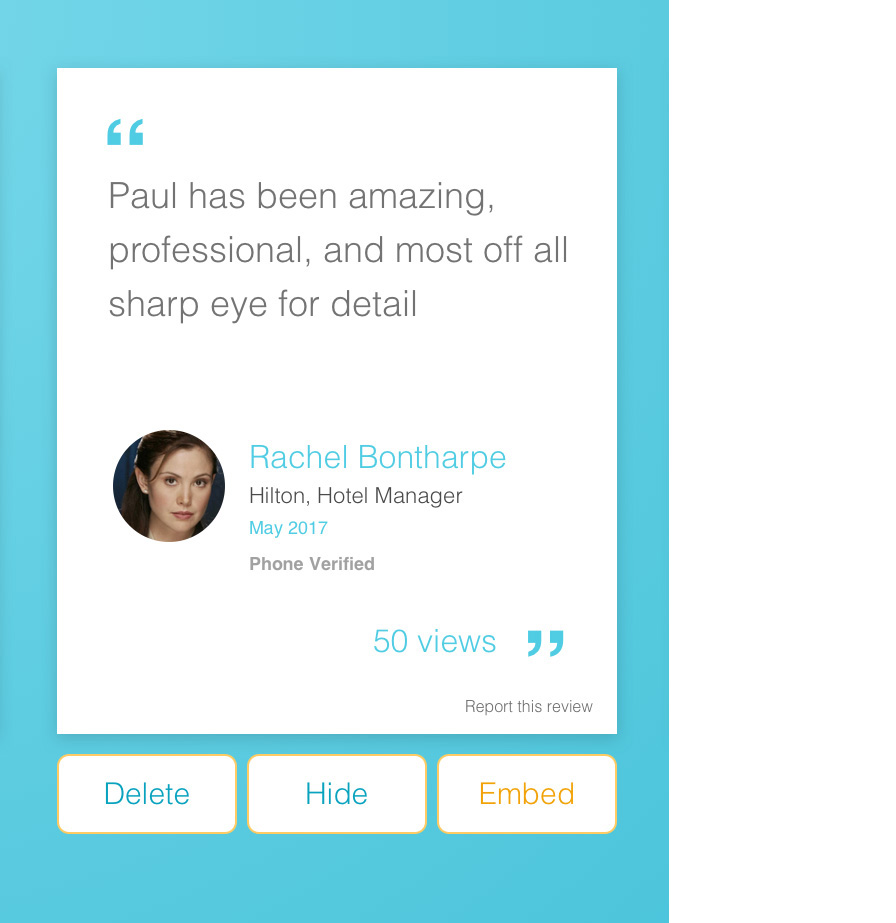 “
Paul has been amazing,
professional, and most off all
sharp eye for detail
Rachel Bontharpe
Hilton, Hotel Manager
May 2017
Phone Verified
50 views ”
Report this review
Delete Hide Embed